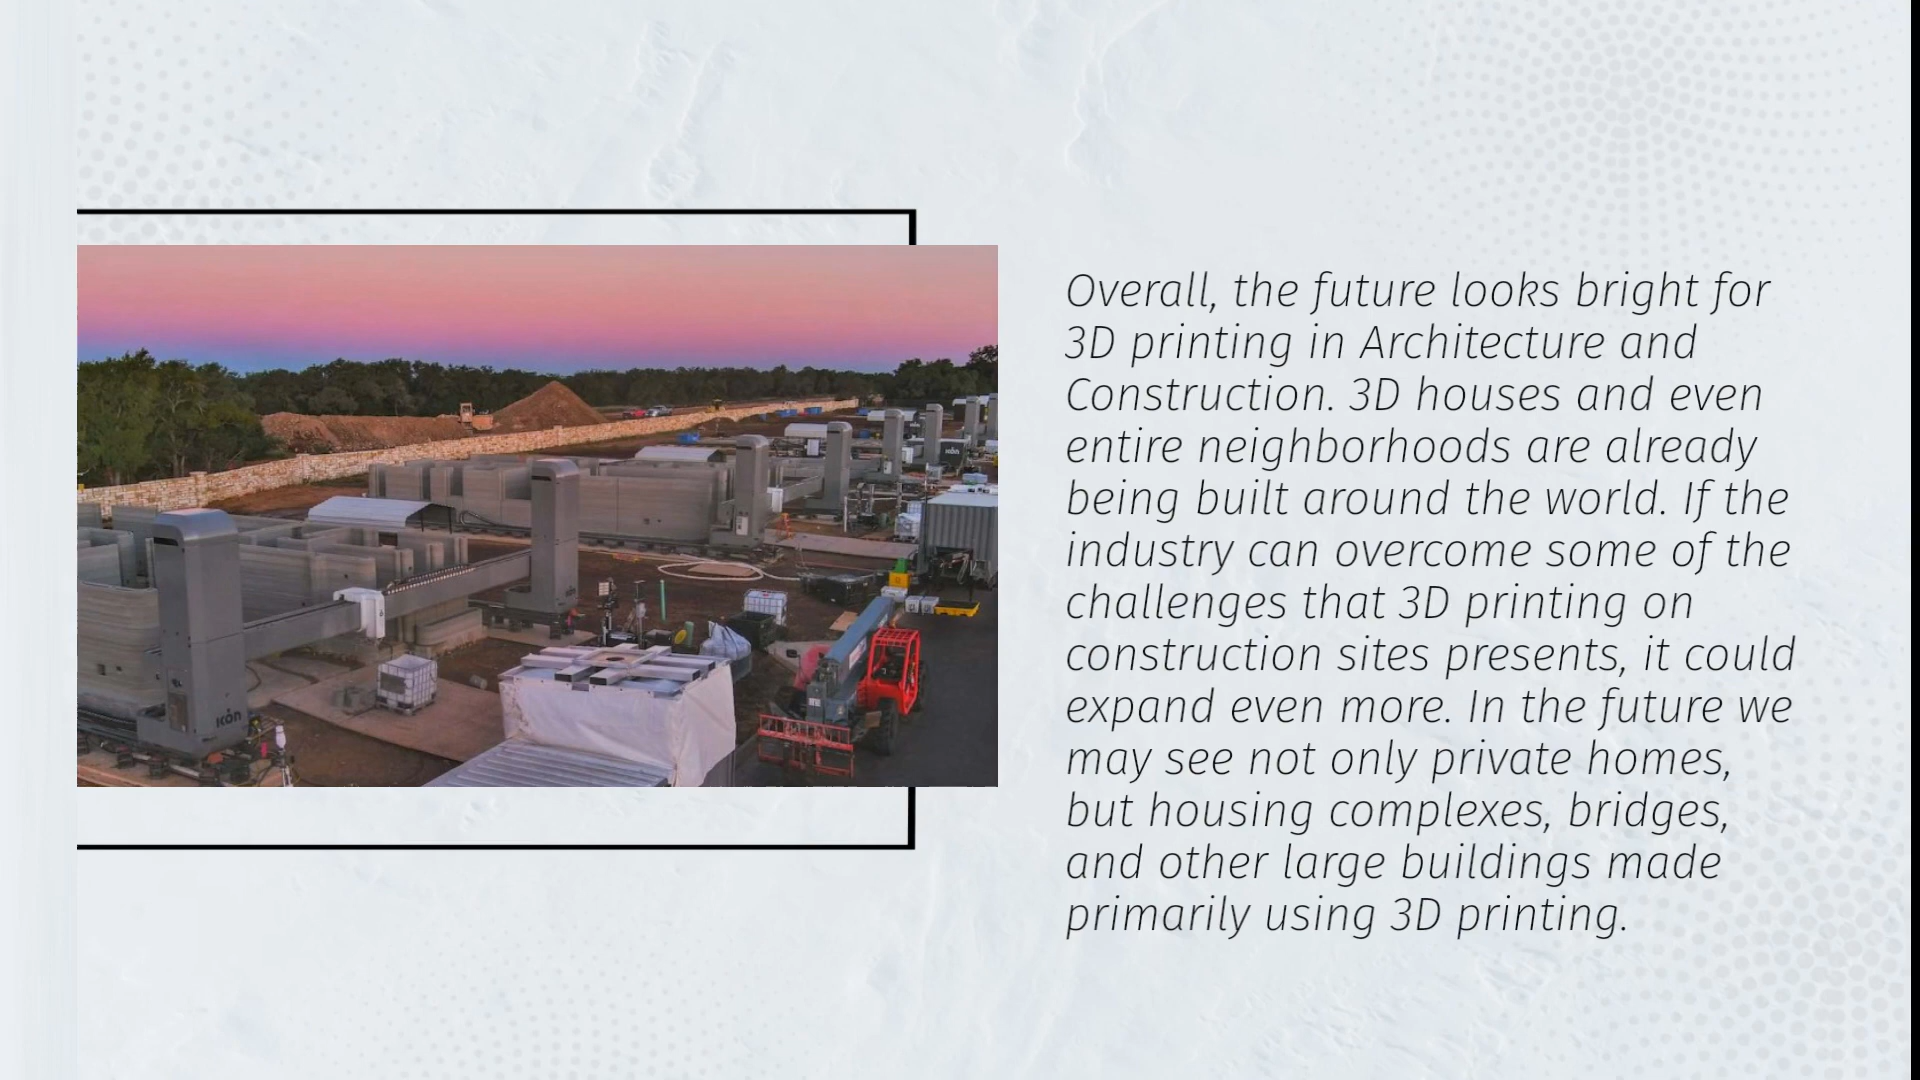 Overall, the future looks bright for
3D printing in Architecture and
Construction. 3D houses and even
entire neighborhoods are already
being built around the world. If the
industry can overcome some of the
challenges that 3D printing on
construction sites presents, it could
expand even more. In the future we
may see not only private homes,
but housing complexes, bridges,
and other large buildings made
primarily using 3D printing.
ICON
ICON